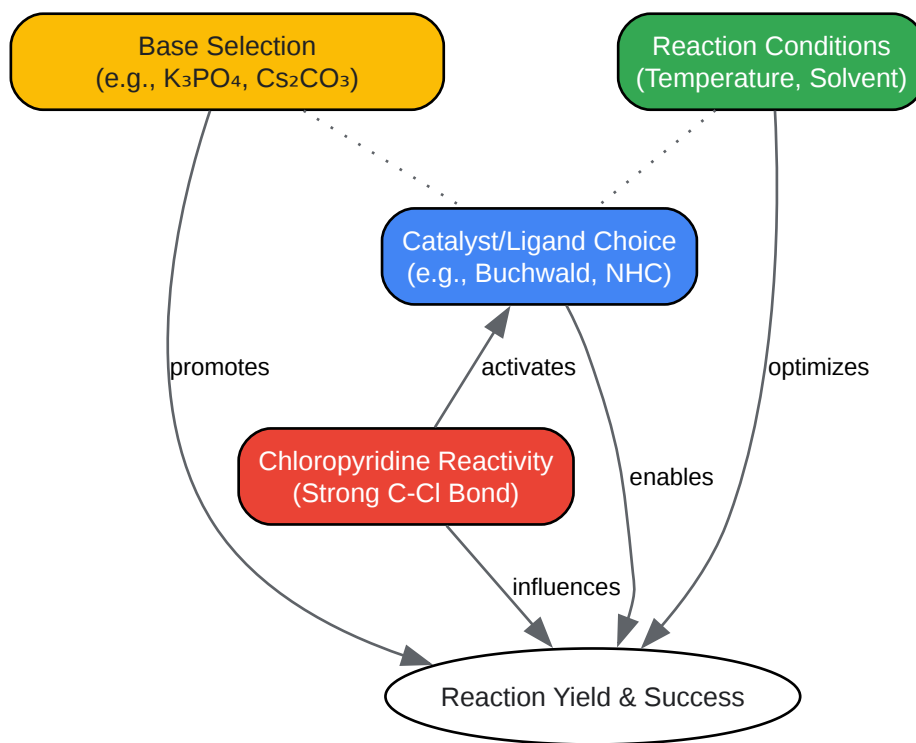 Base Selection
(e.g., K₃PO₄, Cs₂CO₃)
Reaction Conditions
(Temperature, Solvent)
Catalyst/Ligand Choice
(e.g., Buchwald, NHC)
promotes
activates
optimizes
Chloropyridine Reactivity
(Strong C-Cl Bond)
enables
influences
Reaction Yield & Success